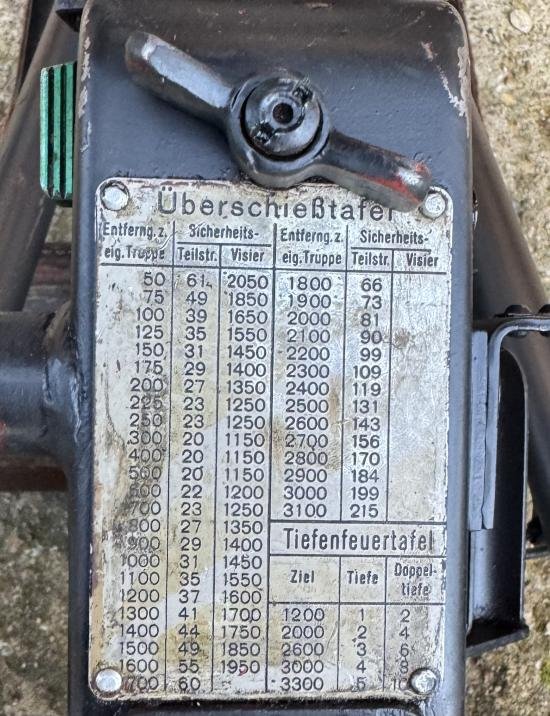 Überschießtafel
Entferng.z. Sicherheits- Entferng.z. Sicherheits-
eig.Truppe Teilstr. Visier eig.Truppe Teilstr. Visier
50 61 2050 1800 66
75 49 1850 1900 73
100 39 1650 2000 81
125 35 1550 2100 90
150 31 1450 2200 99
175 29 1400 2300 109
200 27 1350 2400 119
225 23 1250 2500 131
250 23 1250 2600 143
300 20 1150 2700 156
400 20 1150 2800 170
500 20 1150 2900 184
600 22 1200 3000 199
700 23 1250 3100 215
800 27 1350
900 29 1400
1000 31 1450
1100 35 1550
1200 37 1600
1300 41 1700
1400 44 1750
1500 49 1850
1600 55 1950
1700 60
Tiefenfeuertafel
Ziel Tiefe Doppel-
tiefe
1200 1 2
2000 2 4
2600 3 6
3000 4 8
3300 5 10